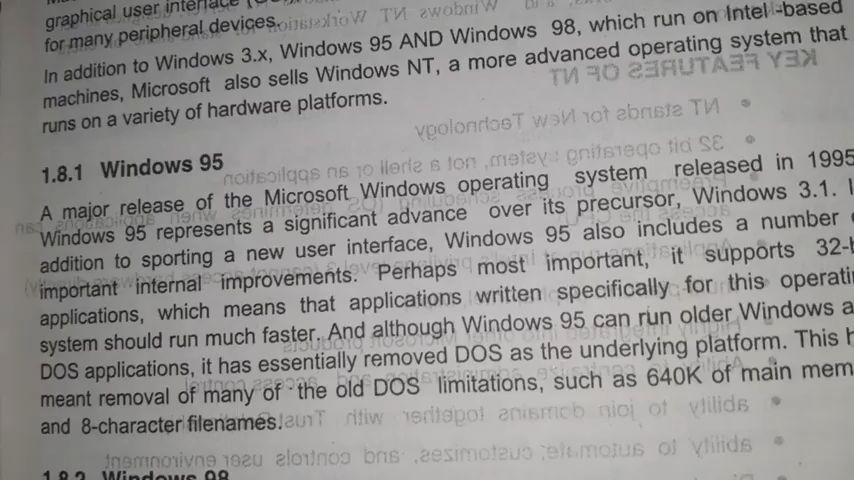 graphical user interface
for many peripheral devices.
In addition to Windows 3.x, Windows 95 AND Windows 98, which run on Intel-based
machines, Microsoft also sells Windows NT, a more advanced operating system that
runs on a variety of hardware platforms.
1.8.1 Windows 95
A major release of the Microsoft Windows operating system released in 1995
Windows 95 represents a significant advance over its precursor, Windows 3.1. I
addition to sporting a new user interface, Windows 95 also includes a number
important internal improvements. Perhaps most important, it supports 32-
applications, which means that applications written specifically for this operati
system should run much faster. And although Windows 95 can run older Windows a
DOS applications, it has essentially removed DOS as the underlying platform. This h
meant removal of many of the old DOS limitations, such as 640K of main mem
and 8-character filenames.
1.8.2 Windows 98